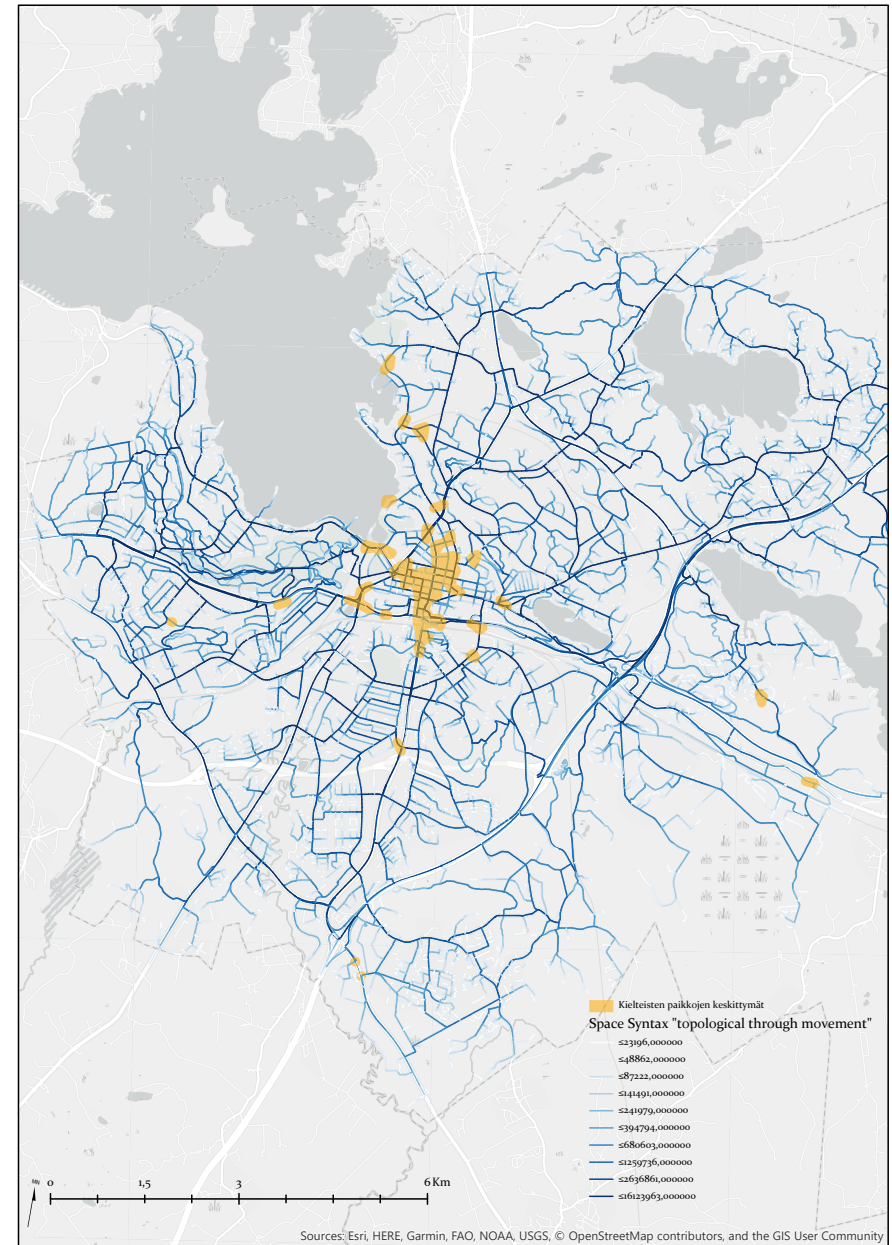 Kielteisten paikkojen keskittymät
Space Syntax "topological through movement"
≤23196,000000
≤48862,000000
≤87222,000000
≤141491,000000
≤241979,000000
≤394794,000000
≤680603,000000
≤1259736,000000
≤2636861,000000
≤16123963,000000
0 1,5 3 6 Km
Sources: Esri, HERE, Garmin, FAO, NOAA, USGS, © OpenStreetMap contributors, and the GIS User Community